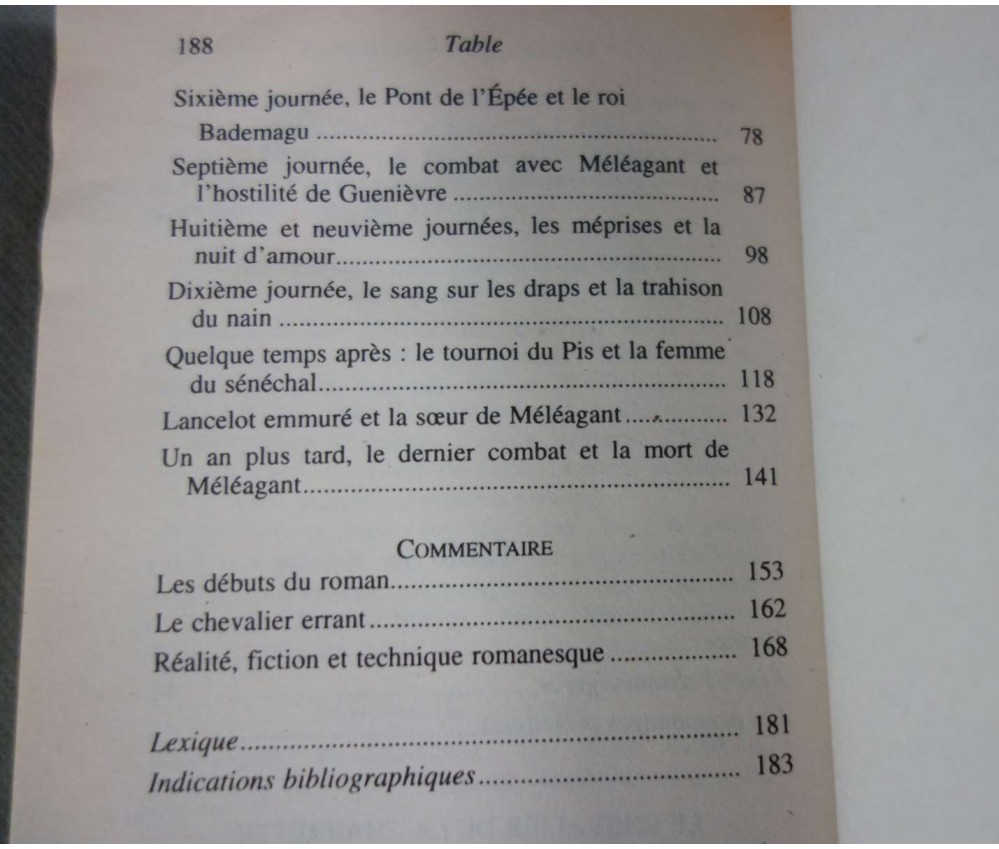 188 Table
Sixième journée, le Pont de l'Épée et le roi
Bademagu ........................................................ 78
Septième journée, le combat avec Méléagant et
l'hostilité de Guenièvre ..................................... 87
Huitième et neuvième journées, les méprises et la
nuit d'amour...................................................... 98
Dixième journée, le sang sur les draps et la trahison
du nain .............................................................. 108
Quelque temps après : le tournoi du Pis et la femme
du sénéchal........................................................ 118
Lancelot emmuré et la sœur de Méléagant.............. 132
Un an plus tard, le dernier combat et la mort de
Méléagant.......................................................... 141
COMMENTAIRE
Les débuts du roman.............................................. 153
Le chevalier errant................................................. 162
Réalité, fiction et technique romanesque ................. 168
Lexique.................................................................. 181
Indications bibliographiques.................................... 183